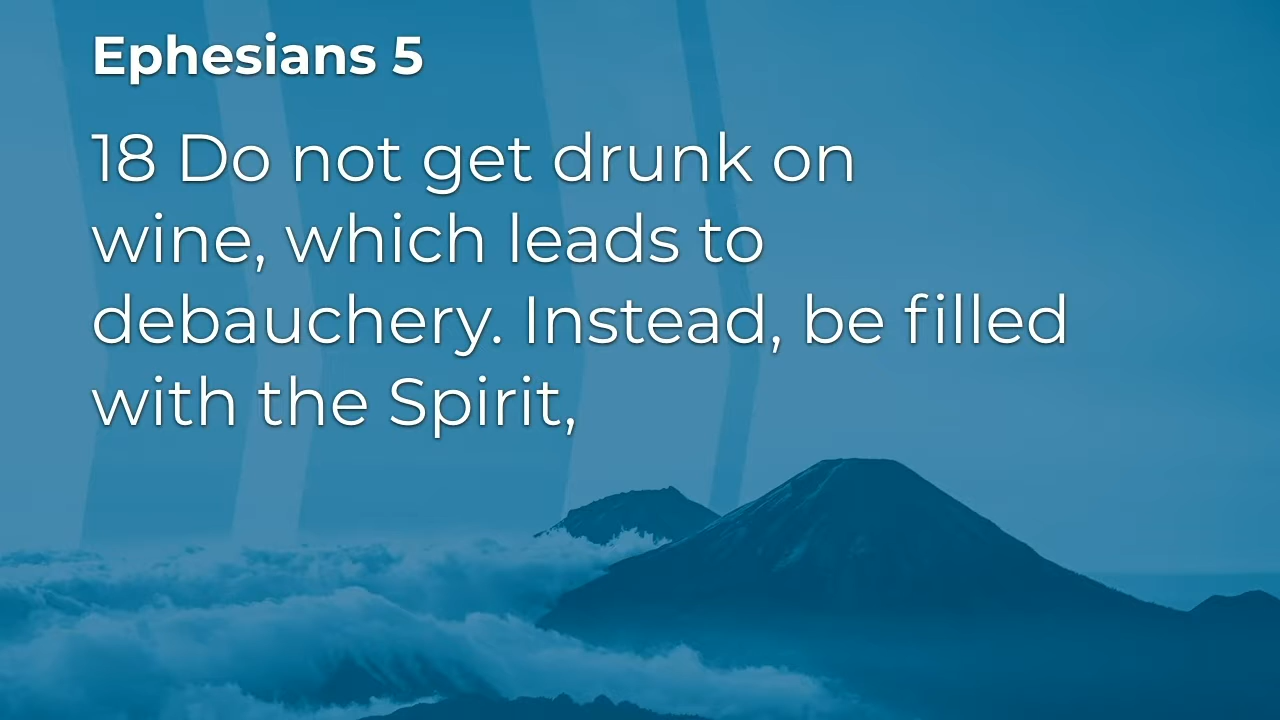 Ephesians 5
18 Do not get drunk on
wine, which leads to
debauchery. Instead, be filled
with the Spirit,